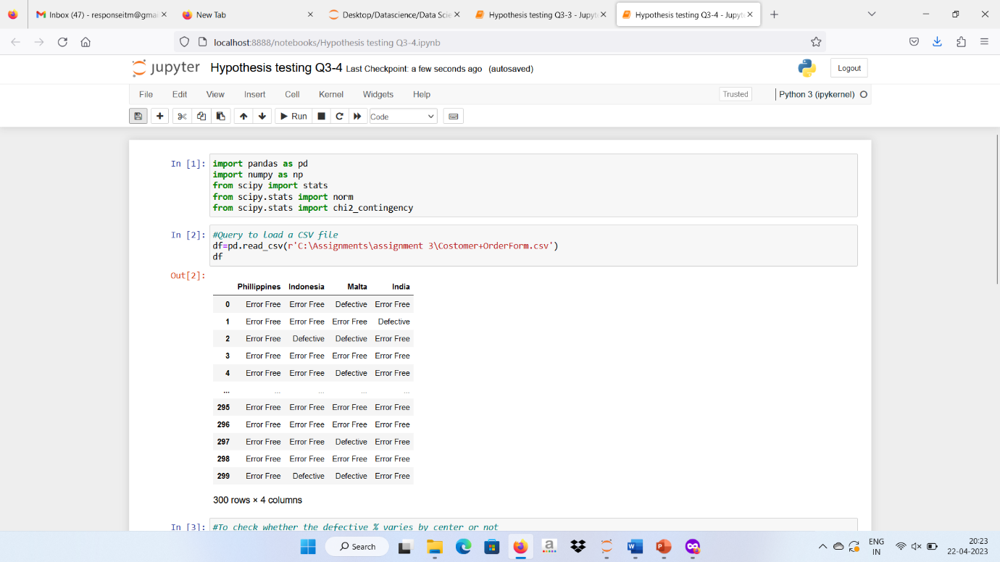 Inbox (47) - responseitm@gmai
New Tab
Desktop/Datascience/Data Scie
Hypothesis testing Q3-3 - Jupyt
Hypothesis testing Q3-4 - Jupyt
localhost:8888/notebooks/Hypothesis testing Q3-4.ipynb
jupyter Hypothesis testing Q3-4 Last Checkpoint: a few seconds ago (autosaved)
Logout
File Edit View Insert Cell Kernel Widgets Help
Trusted
Python 3 (ipykernel)
Run
Code
In [1]: import pandas as pd
import numpy as np
from scipy import stats
from scipy.stats import norm
from scipy.stats import chi2_contingency
In [2]: #Query to load a CSV file
df=pd.read_csv(r'C:\Assignments\assignment 3\Costomer+OrderForm.csv')
df
Out[2]:
Phillippines Indonesia Malta India
0 Error Free Error Free Defective Error Free
1 Error Free Error Free Error Free Defective
2 Error Free Defective Defective Error Free
3 Error Free Error Free Error Free Error Free
4 Error Free Error Free Defective Error Free
... ... ... ... ...
295 Error Free Error Free Error Free Error Free
296 Error Free Error Free Error Free Error Free
297 Error Free Error Free Defective Error Free
298 Error Free Error Free Error Free Error Free
299 Error Free Defective Defective Error Free
300 rows × 4 columns
In [3]: #To check whether the defective % varies by center or not
Search
ENG
IN
20:23
22-04-2023